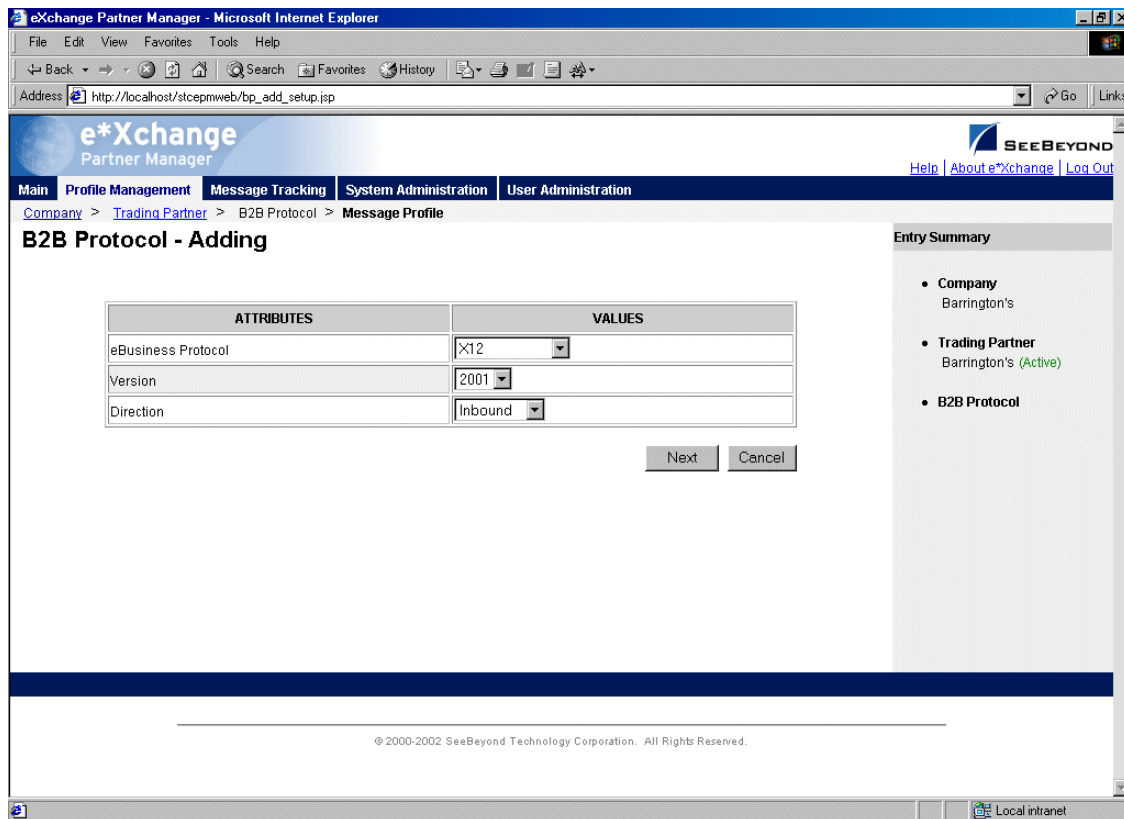 eXchange Partner Manager - Microsoft Internet Explorer
File Edit View Favorites Tools Help
Back Search Favorites History
Address http://localhost/stcepmweb/bp_add_setup.jsp Go Links
e*Xchange
Partner Manager
SEEBEYOND
Help | About e*Xchange | Log Out
Main Profile Management Message Tracking System Administration User Administration
Company > Trading Partner > B2B Protocol > Message Profile
B2B Protocol - Adding
ATTRIBUTES VALUES
eBusiness Protocol X12
Version 2001
Direction Inbound
Next Cancel
Entry Summary
• Company
Barrington's
• Trading Partner
Barrington's (Active)
• B2B Protocol
© 2000-2002 SeeBeyond Technology Corporation. All Rights Reserved.
Local intranet